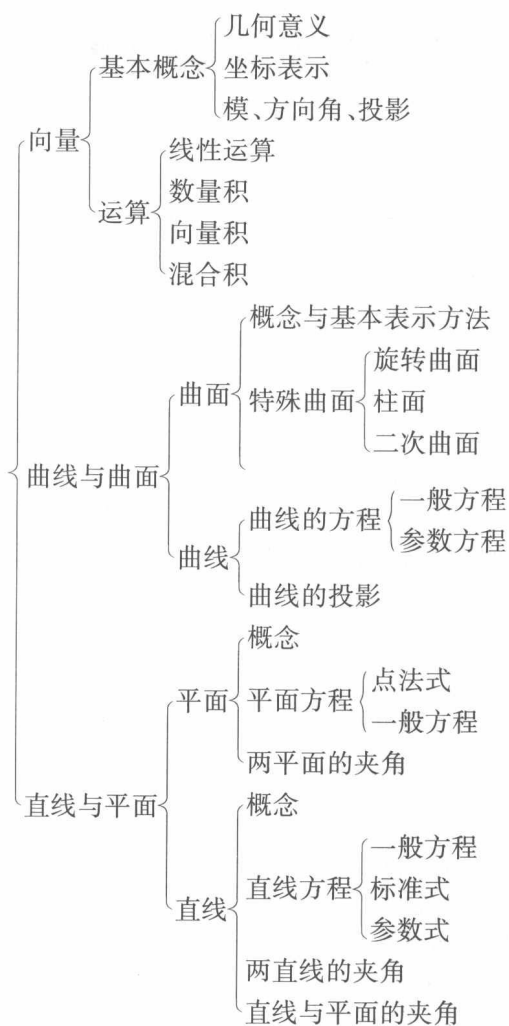 几何意义
基本概念 坐标表示
模、方向角、投影
向量
线性运算
数量积
运算
向量积
混合积
概念与基本表示方法
旋转曲面
曲面 特殊曲面 柱面
二次曲面
曲线与曲面
一般方程
曲线的方程
参数方程
曲线
曲线的投影
概念
点法式
平面 平面方程
一般方程
两平面的夹角
直线与平面
概念
一般方程
直线方程 标准式
直线
参数式
两直线的夹角
直线与平面的夹角